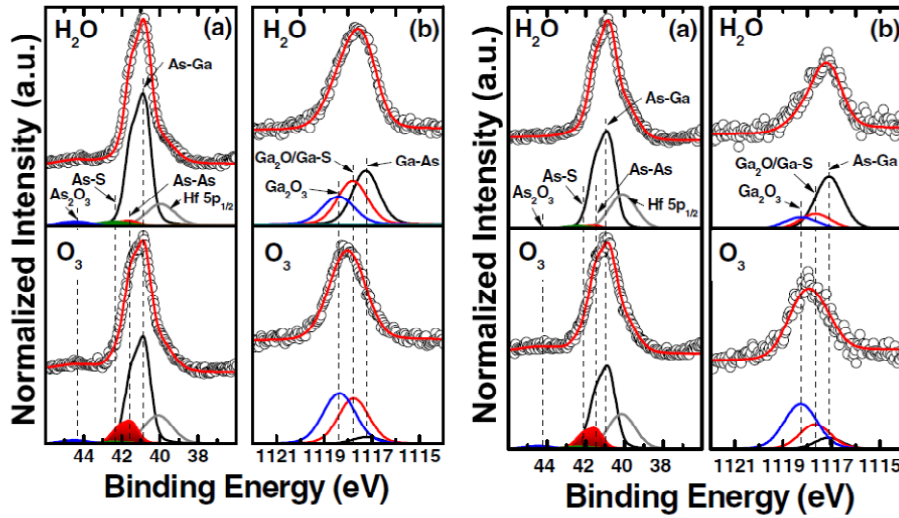 Normalized Intensity (a.u.)
H2O
(a)
As-Ga
As-S
As2O3
As-As
Hf 5p1/2
O3
44 42 40 38
H2O
(b)
Ga2O/Ga-S
Ga-As
Ga2O3
O3
1121 1119 1117 1115
Binding Energy (eV)
Normalized Intensity (a.u.)
H2O
(a)
As-Ga
As-S
As-As
As2O3
Hf 5p1/2
O3
44 42 40 38
H2O
(b)
Ga2O/Ga-S
As-Ga
Ga2O3
O3
1121 1119 1117 1115
Binding Energy (eV)